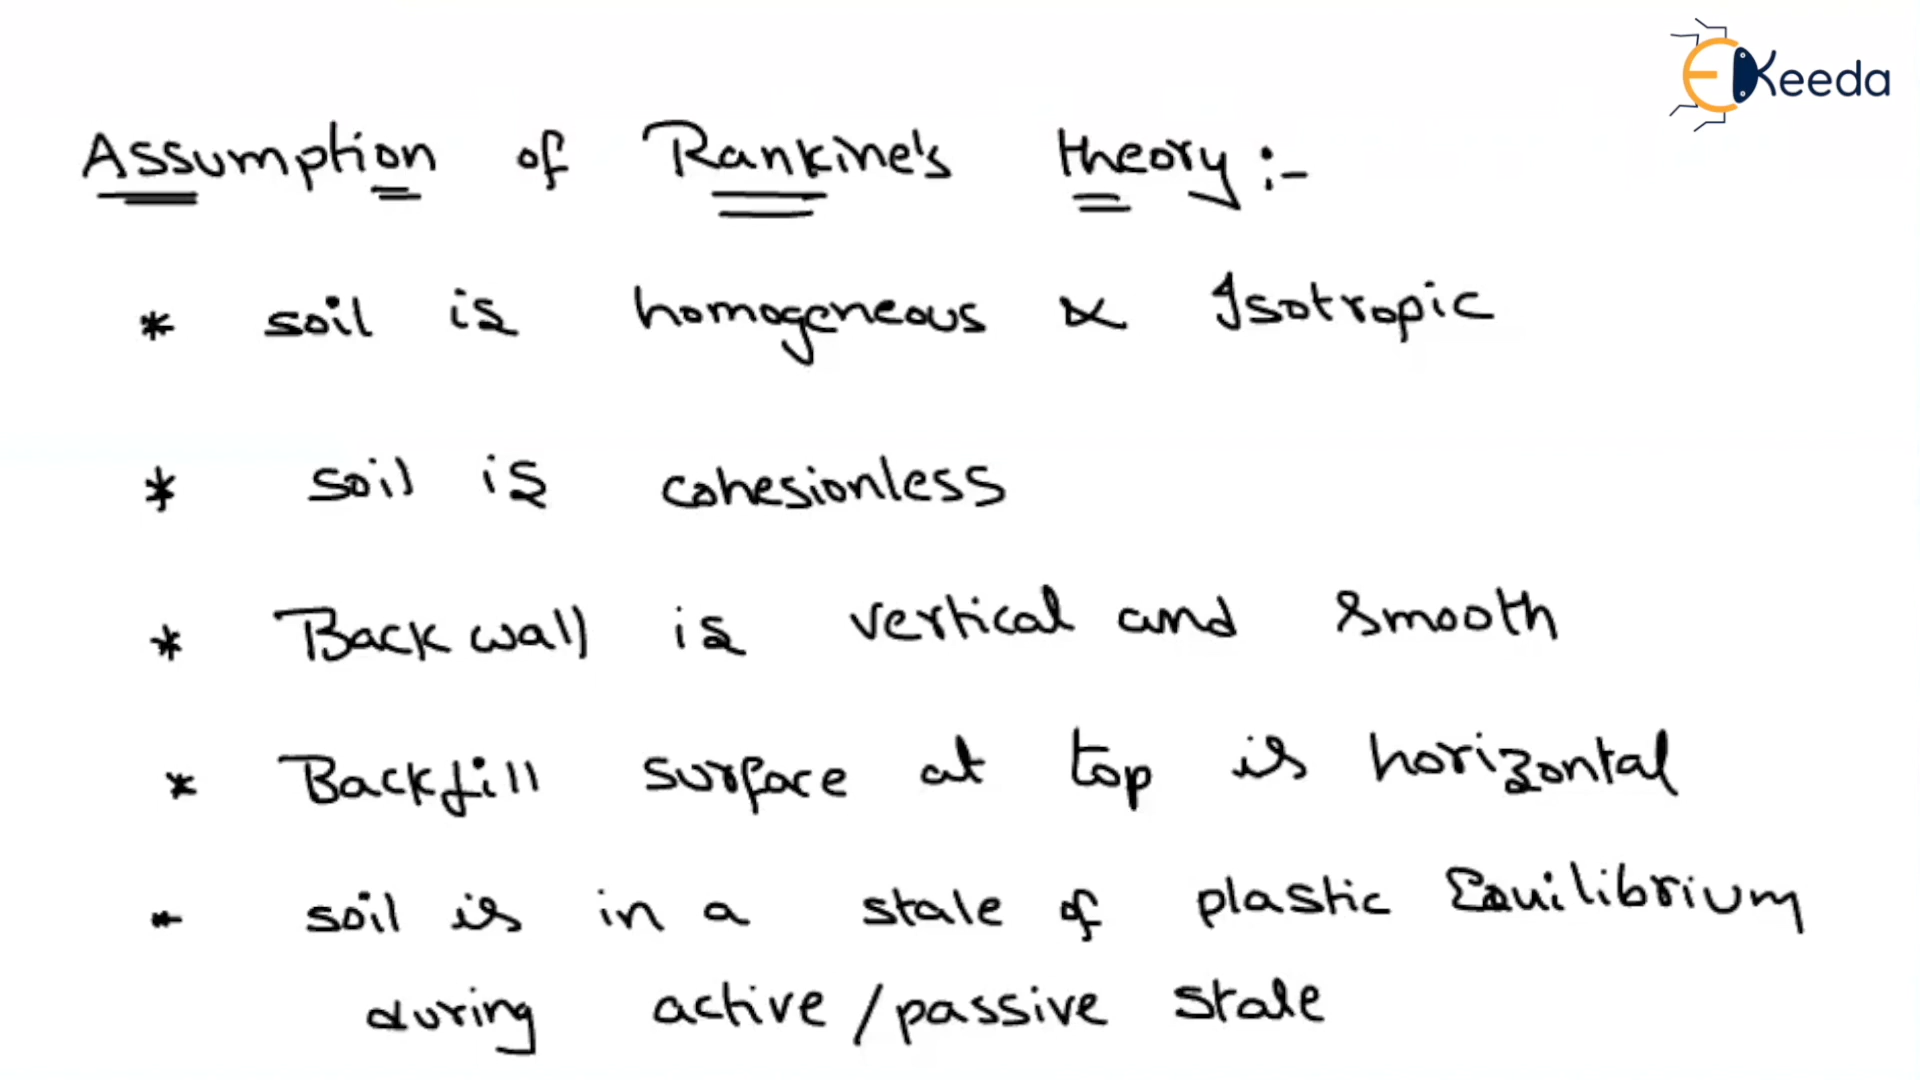 EKeeda
Assumption of Rankine's theory:-
* soil is homogeneous & Isotropic
* soil is cohesionless
* Back wall is vertical and smooth
* Backfill surface at top is horizontal
* soil is in a state of plastic Equilibrium
during active/passive state